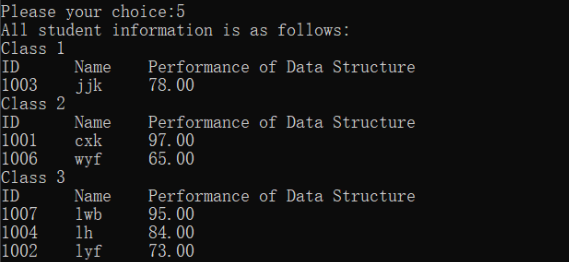 Please your choice:5
All student information is as follows:
Class 1
ID Name Performance of Data Structure
1003 jjk 78.00
Class 2
ID Name Performance of Data Structure
1001 cxk 97.00
1006 wyf 65.00
Class 3
ID Name Performance of Data Structure
1007 lwb 95.00
1004 lh 84.00
1002 lyf 73.00